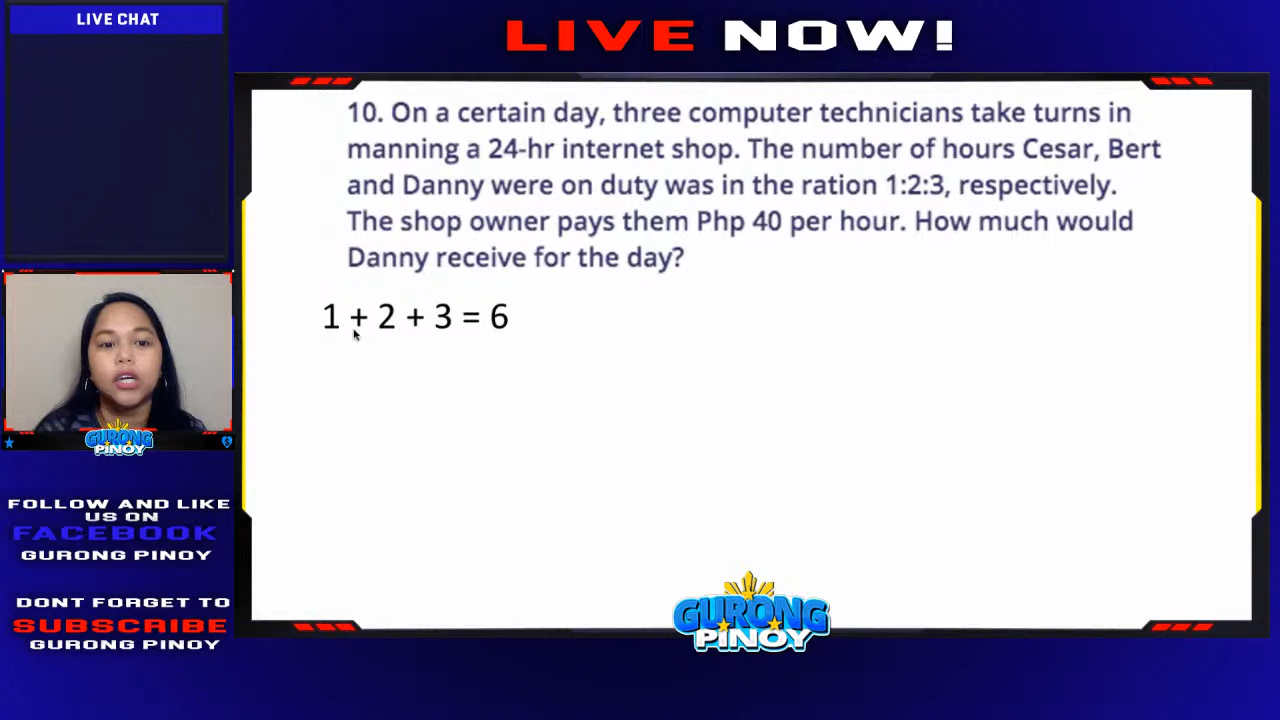 LIVE CHAT
LIVE NOW!
10. On a certain day, three computer technicians take turns in
manning a 24-hr internet shop. The number of hours Cesar, Bert
and Danny were on duty was in the ration 1:2:3, respectively.
The shop owner pays them Php 40 per hour. How much would
Danny receive for the day?
1 + 2 + 3 = 6
GURONG
PINOY
FOLLOW AND LIKE
US ON
FACEBOOK
GURONG PINOY
DONT FORGET TO
SUBSCRIBE
GURONG PINOY
GURONG
PINOY